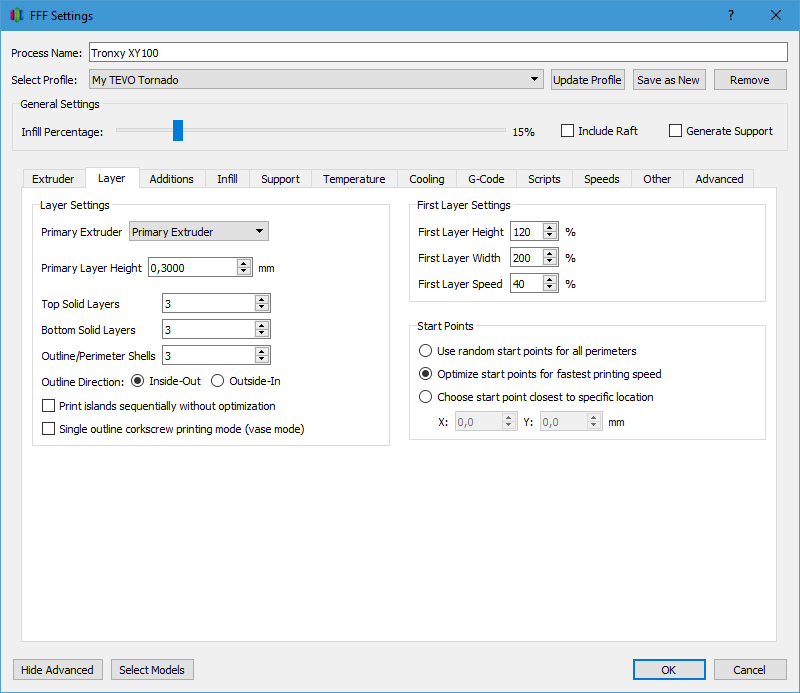 FFF Settings ?
Process Name: Tronxy XY100
Select Profile: My TEVO Tornado Update Profile Save as New Remove
General Settings
Infill Percentage: 15% Include Raft Generate Support
Extruder Layer Additions Infill Support Temperature Cooling G-Code Scripts Speeds Other Advanced
Layer Settings
Primary Extruder Primary Extruder
Primary Layer Height 0,3000 mm
Top Solid Layers 3
Bottom Solid Layers 3
Outline/Perimeter Shells 3
Outline Direction: Inside-Out Outside-In
Print islands sequentially without optimization
Single outline corkscrew printing mode (vase mode)
First Layer Settings
First Layer Height 120 %
First Layer Width 200 %
First Layer Speed 40 %
Start Points
Use random start points for all perimeters
Optimize start points for fastest printing speed
Choose start point closest to specific location
X: 0,0 Y: 0,0 mm
Hide Advanced Select Models OK Cancel